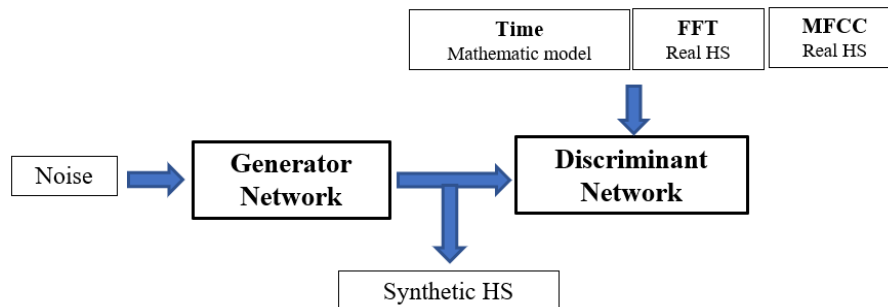 Time FFT MFCC
Mathematic model Real HS Real HS
Noise
Generator
Network
Discriminant
Network
Synthetic HS